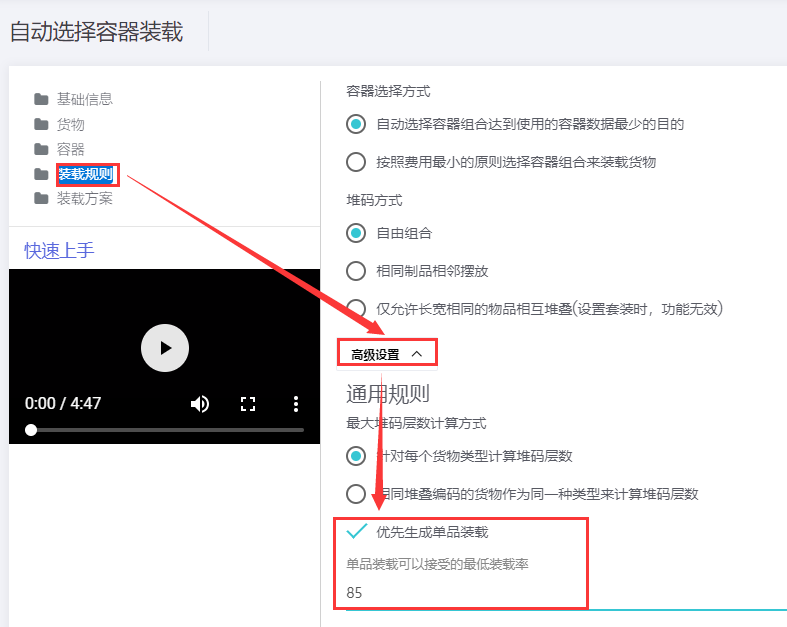 自动选择容器装载
基础信息
货物
容器
装载规则
装载方案
快速上手
0:00 / 4:47
容器选择方式
自动选择容器组合达到使用的容器数据最少的目的
按照费用最小的原则选择容器组合来装载货物
堆码方式
自由组合
相同制品相邻摆放
仅允许长宽相同的物品相互堆叠(设置套装时，功能无效)
高级设置
通用规则
最大堆码层数计算方式
针对每个货物类型计算堆码层数
相同堆叠编码的货物作为同一种类型来计算堆码层数
优先生成单品装载
单品装载可以接受的最低装载率
85